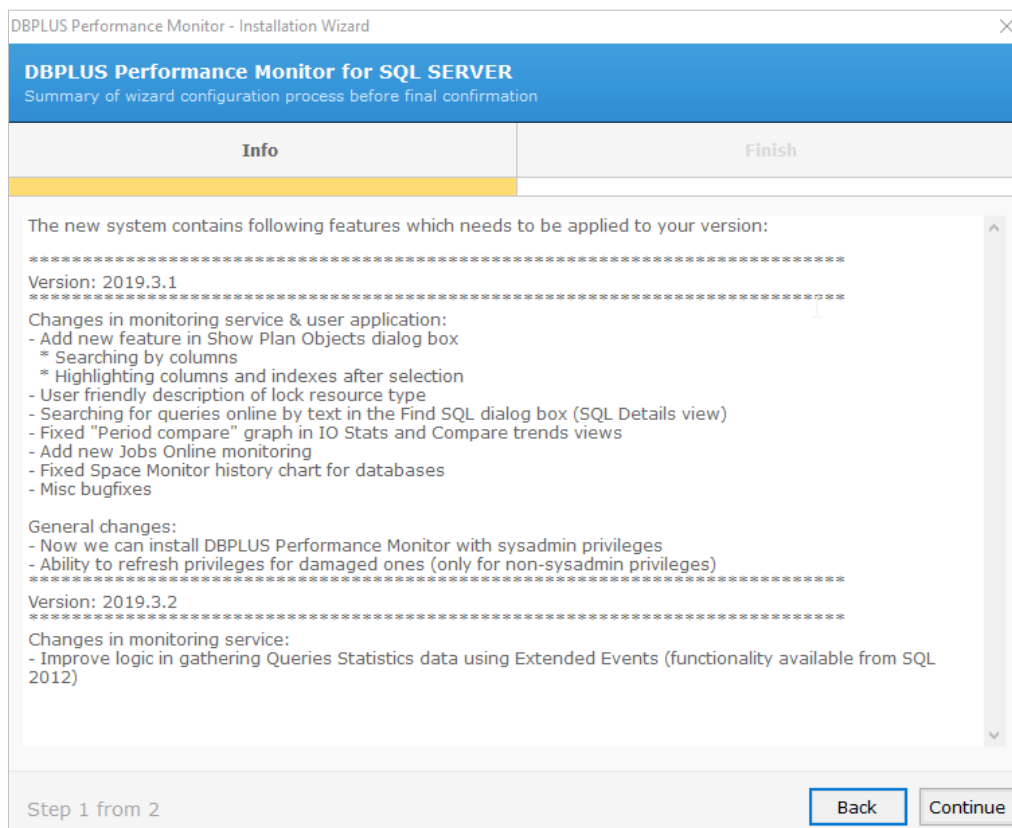 DBPLUS Performance Monitor - Installation Wizard
DBPLUS Performance Monitor for SQL SERVER
Summary of wizard configuration process before final confirmation
Info
Finish
The new system contains following features which needs to be applied to your version:
******************************************************************************
Version: 2019.3.1
******************************************************************************
Changes in monitoring service & user application:
- Add new feature in Show Plan Objects dialog box
* Searching by columns
* Highlighting columns and indexes after selection
- User friendly description of lock resource type
- Searching for queries online by text in the Find SQL dialog box (SQL Details view)
- Fixed "Period compare" graph in IO Stats and Compare trends views
- Add new Jobs Online monitoring
- Fixed Space Monitor history chart for databases
- Misc bugfixes
General changes:
- Now we can install DBPLUS Performance Monitor with sysadmin privileges
- Ability to refresh privileges for damaged ones (only for non-sysadmin privileges)
******************************************************************************
Version: 2019.3.2
******************************************************************************
Changes in monitoring service:
- Improve logic in gathering Queries Statistics data using Extended Events (functionality available from SQL
2012)
Step 1 from 2
Back
Continue